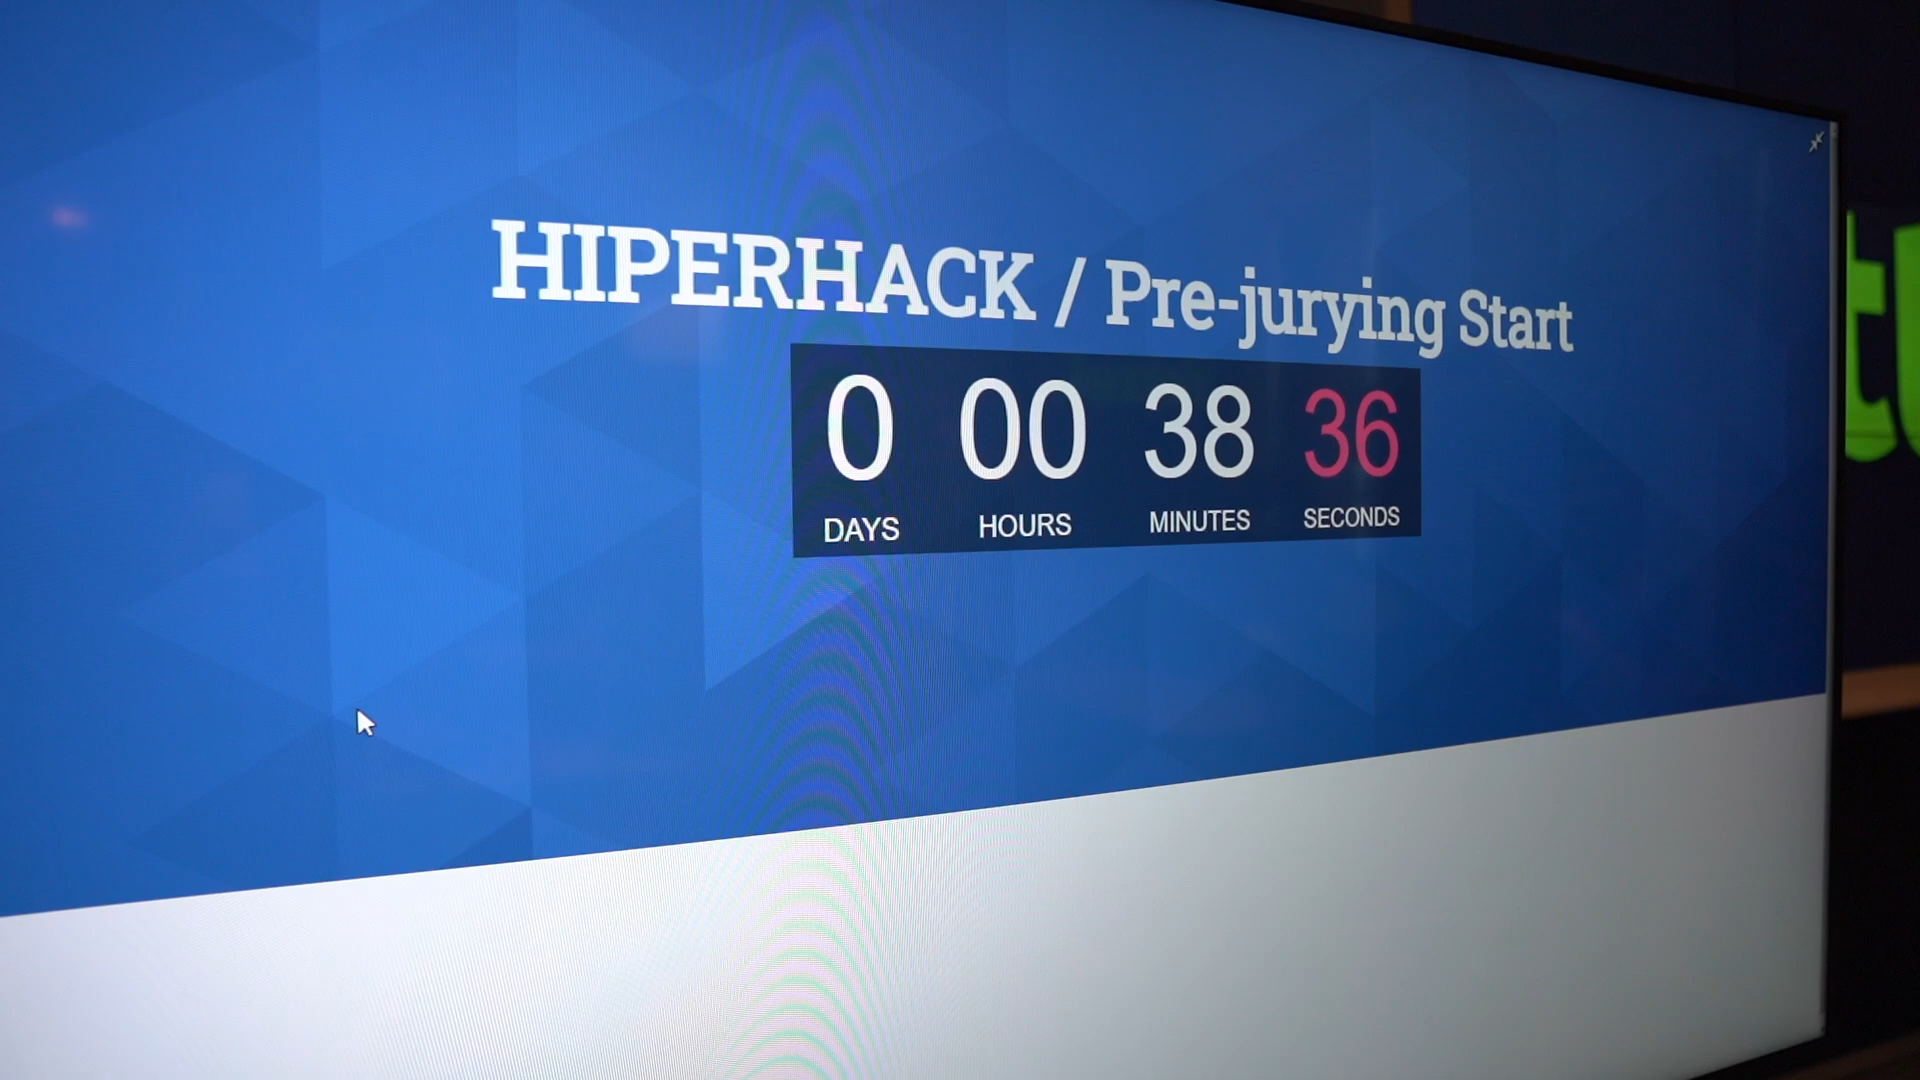 HIPERHACK / Pre-jurying Start
0 00 38 36
DAYS HOURS MINUTES SECONDS